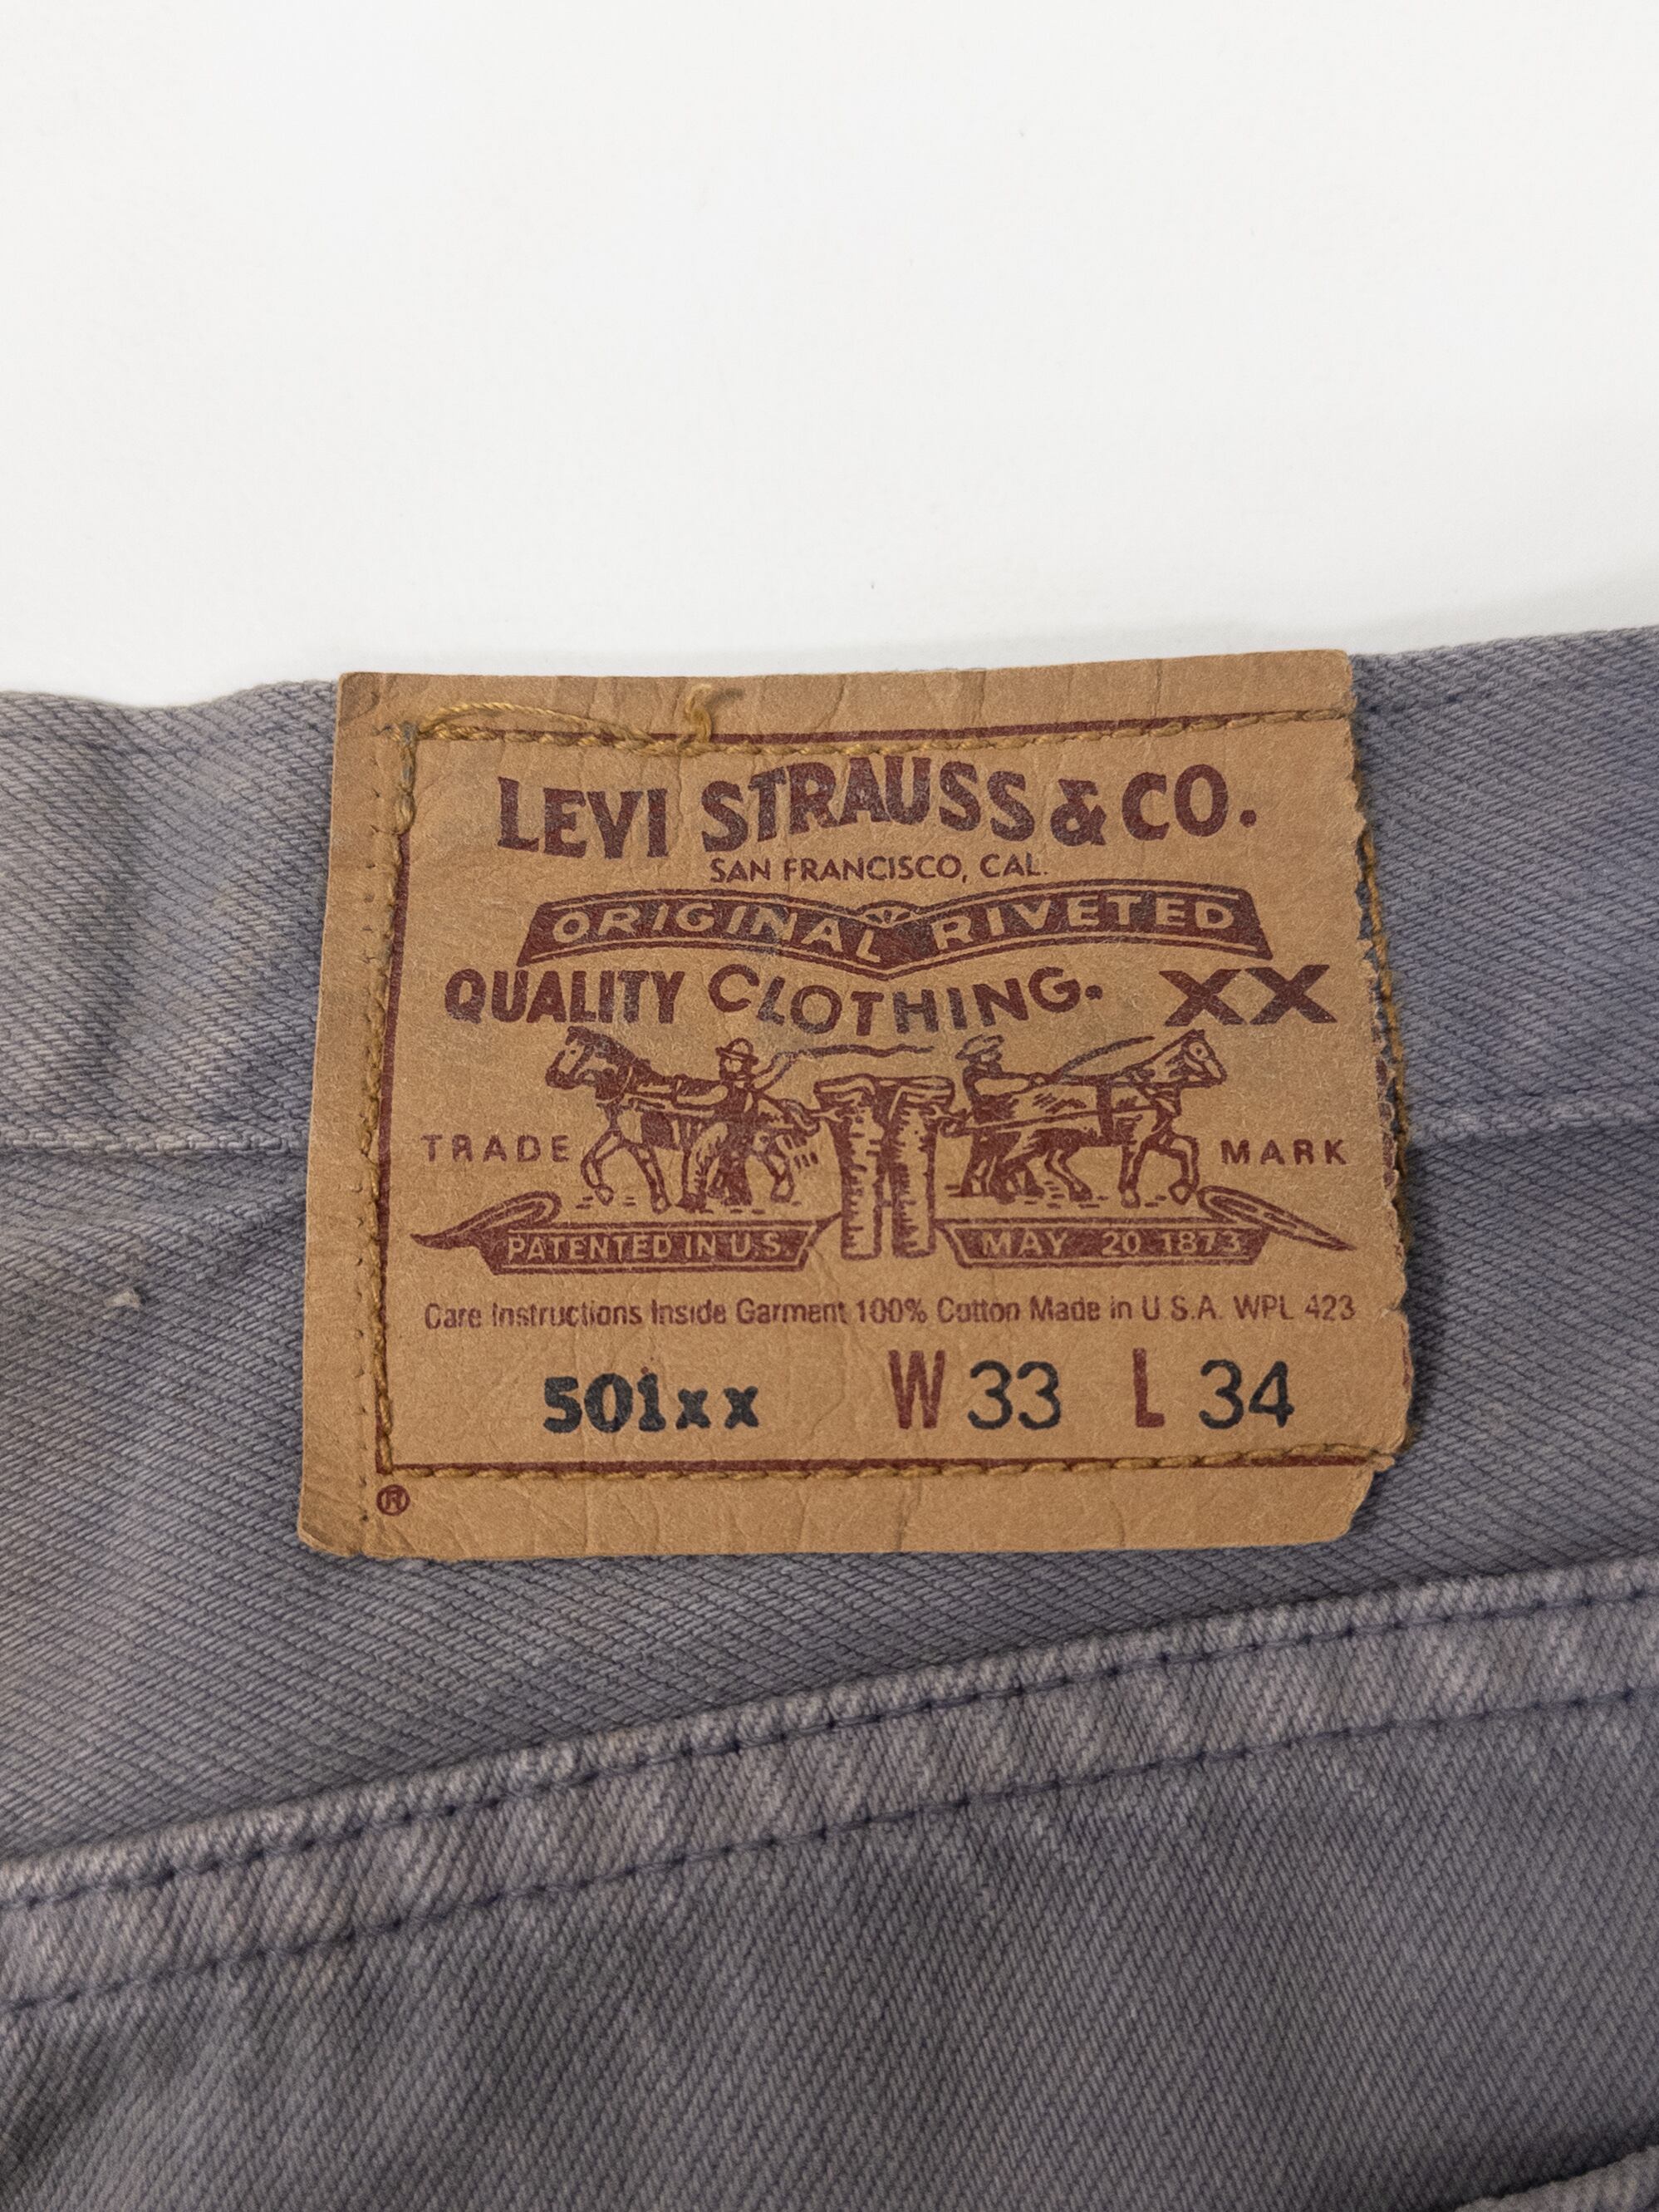 LEVI STRAUSS & CO.
SAN FRANCISCO, CAL.
ORIGINAL RIVETED
QUALITY CLOTHING. XX
TRADE MARK
PATENTED IN U.S. MAY 20 1873
Care Instructions Inside Garment 100% Cotton Made in U.S.A. WPL 423
501xx W 33 L 34
®